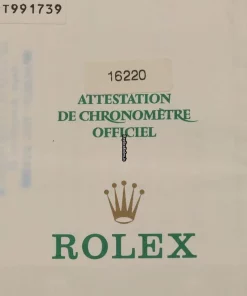 T991739
16220
ATTESTATION
DE CHRONOMÈTRE
OFFICIEL
ROLEX